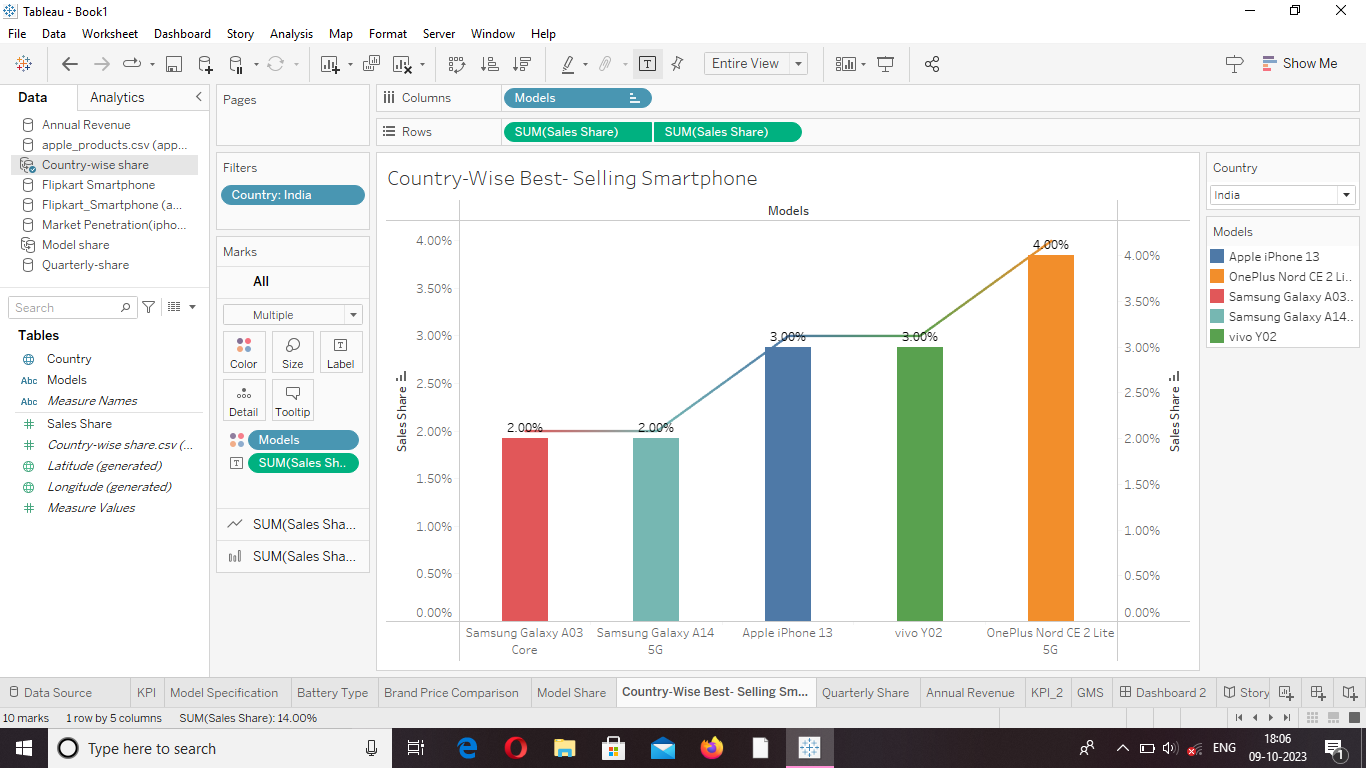 Tableau - Book1
File Data Worksheet Dashboard Story Analysis Map Format Server Window Help
Entire View
Show Me
Data Analytics
Annual Revenue
apple_products.csv (app...
Country-wise share
Flipkart Smartphone
Flipkart_Smartphone (a...
Market Penetration(ipho...
Model share
Quarterly-share
Search
Tables
Country
Abc Models
Abc Measure Names
Sales Share
Country-wise share.csv (...
Latitude (generated)
Longitude (generated)
Measure Values
Pages
Filters
Country: India
Marks
All
Multiple
Color Size Label
Detail Tooltip
Models
SUM(Sales Sh..
SUM(Sales Sha...
SUM(Sales Sha...
Columns Models
Rows SUM(Sales Share) SUM(Sales Share)
Country-Wise Best- Selling Smartphone
Models
4.00%
3.50%
3.00%
2.50%
2.00%
1.50%
1.00%
0.50%
0.00%
Sales Share
2.00% 2.00% 3.00% 3.00% 4.00%
4.00%
3.50%
3.00%
2.50%
2.00%
1.50%
1.00%
0.50%
0.00%
Sales Share
Samsung Galaxy A03 Samsung Galaxy A14 Apple iPhone 13 vivo Y02 OnePlus Nord CE 2 Lite
Core 5G 5G
Country
India
Models
Apple iPhone 13
OnePlus Nord CE 2 Li..
Samsung Galaxy A03..
Samsung Galaxy A14..
vivo Y02
Data Source KPI Model Specification Battery Type Brand Price Comparison Model Share Country-Wise Best- Selling Sm... Quarterly Share Annual Revenue KPI_2 GMS Dashboard 2 Story
10 marks 1 row by 5 columns SUM(Sales Share): 14.00%
Type here to search
ENG
18:06
09-10-2023
1